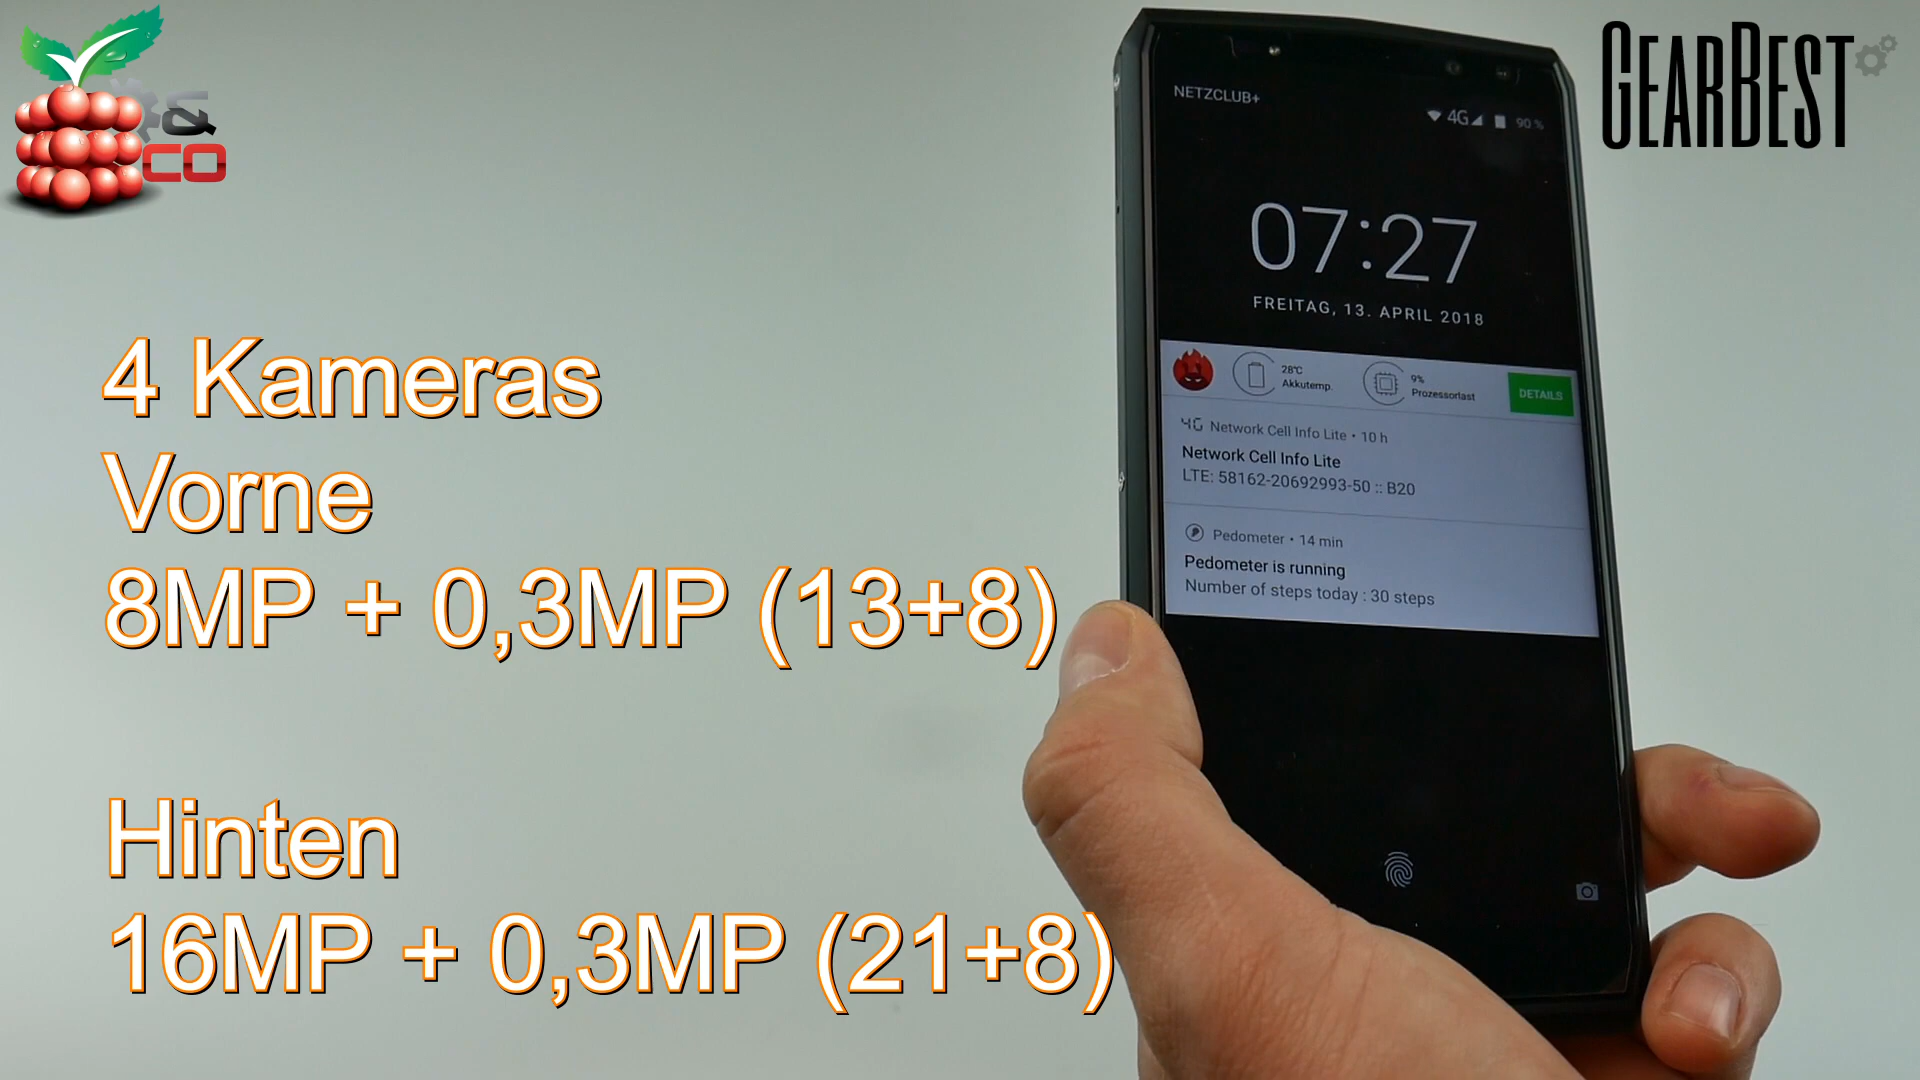 &
CO
GEARBEST
4 Kameras
Vorne
8MP + 0,3MP (13+8)
Hinten
16MP + 0,3MP (21+8)
NETZCLUB+
4G 90 %
07:27
FREITAG, 13. APRIL 2018
28°C
Akkutemp.
9%
Prozessorlast
DETAILS
4G Network Cell Info Lite • 10 h
Network Cell Info Lite
LTE: 58162-20692993-50 :: B20
Pedometer • 14 min
Pedometer is running
Number of steps today : 30 steps